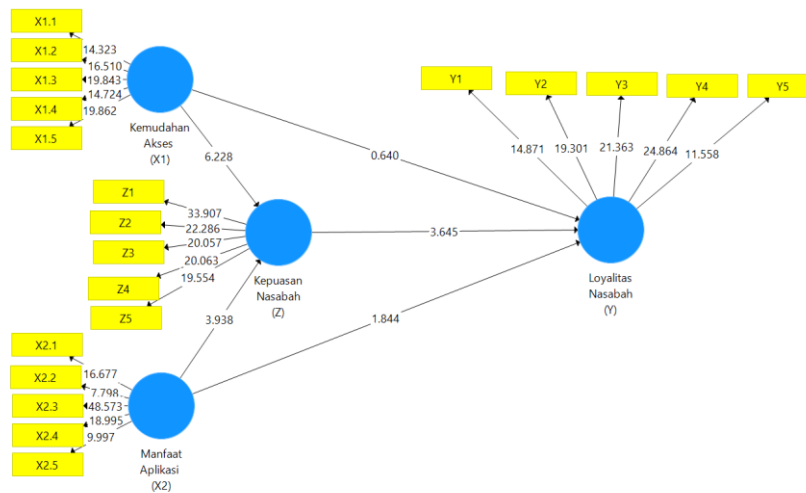 X1.1
X1.2
X1.3
X1.4
X1.5
14.323
16.510
19.843
14.724
19.862
Kemudahan
Akses
(X1)
Y1
Y2
Y3
Y4
Y5
14.871
19.301
21.363
24.864
11.558
6.228
0.640
Z1
Z2
Z3
Z4
Z5
33.907
22.286
20.057
20.063
19.554
Kepuasan
Nasabah
(Z)
3.645
Loyalitas
Nasabah
(Y)
3.938
1.844
X2.1
X2.2
X2.3
X2.4
X2.5
16.677
7.798
48.573
18.995
9.997
Manfaat
Aplikasi
(X2)